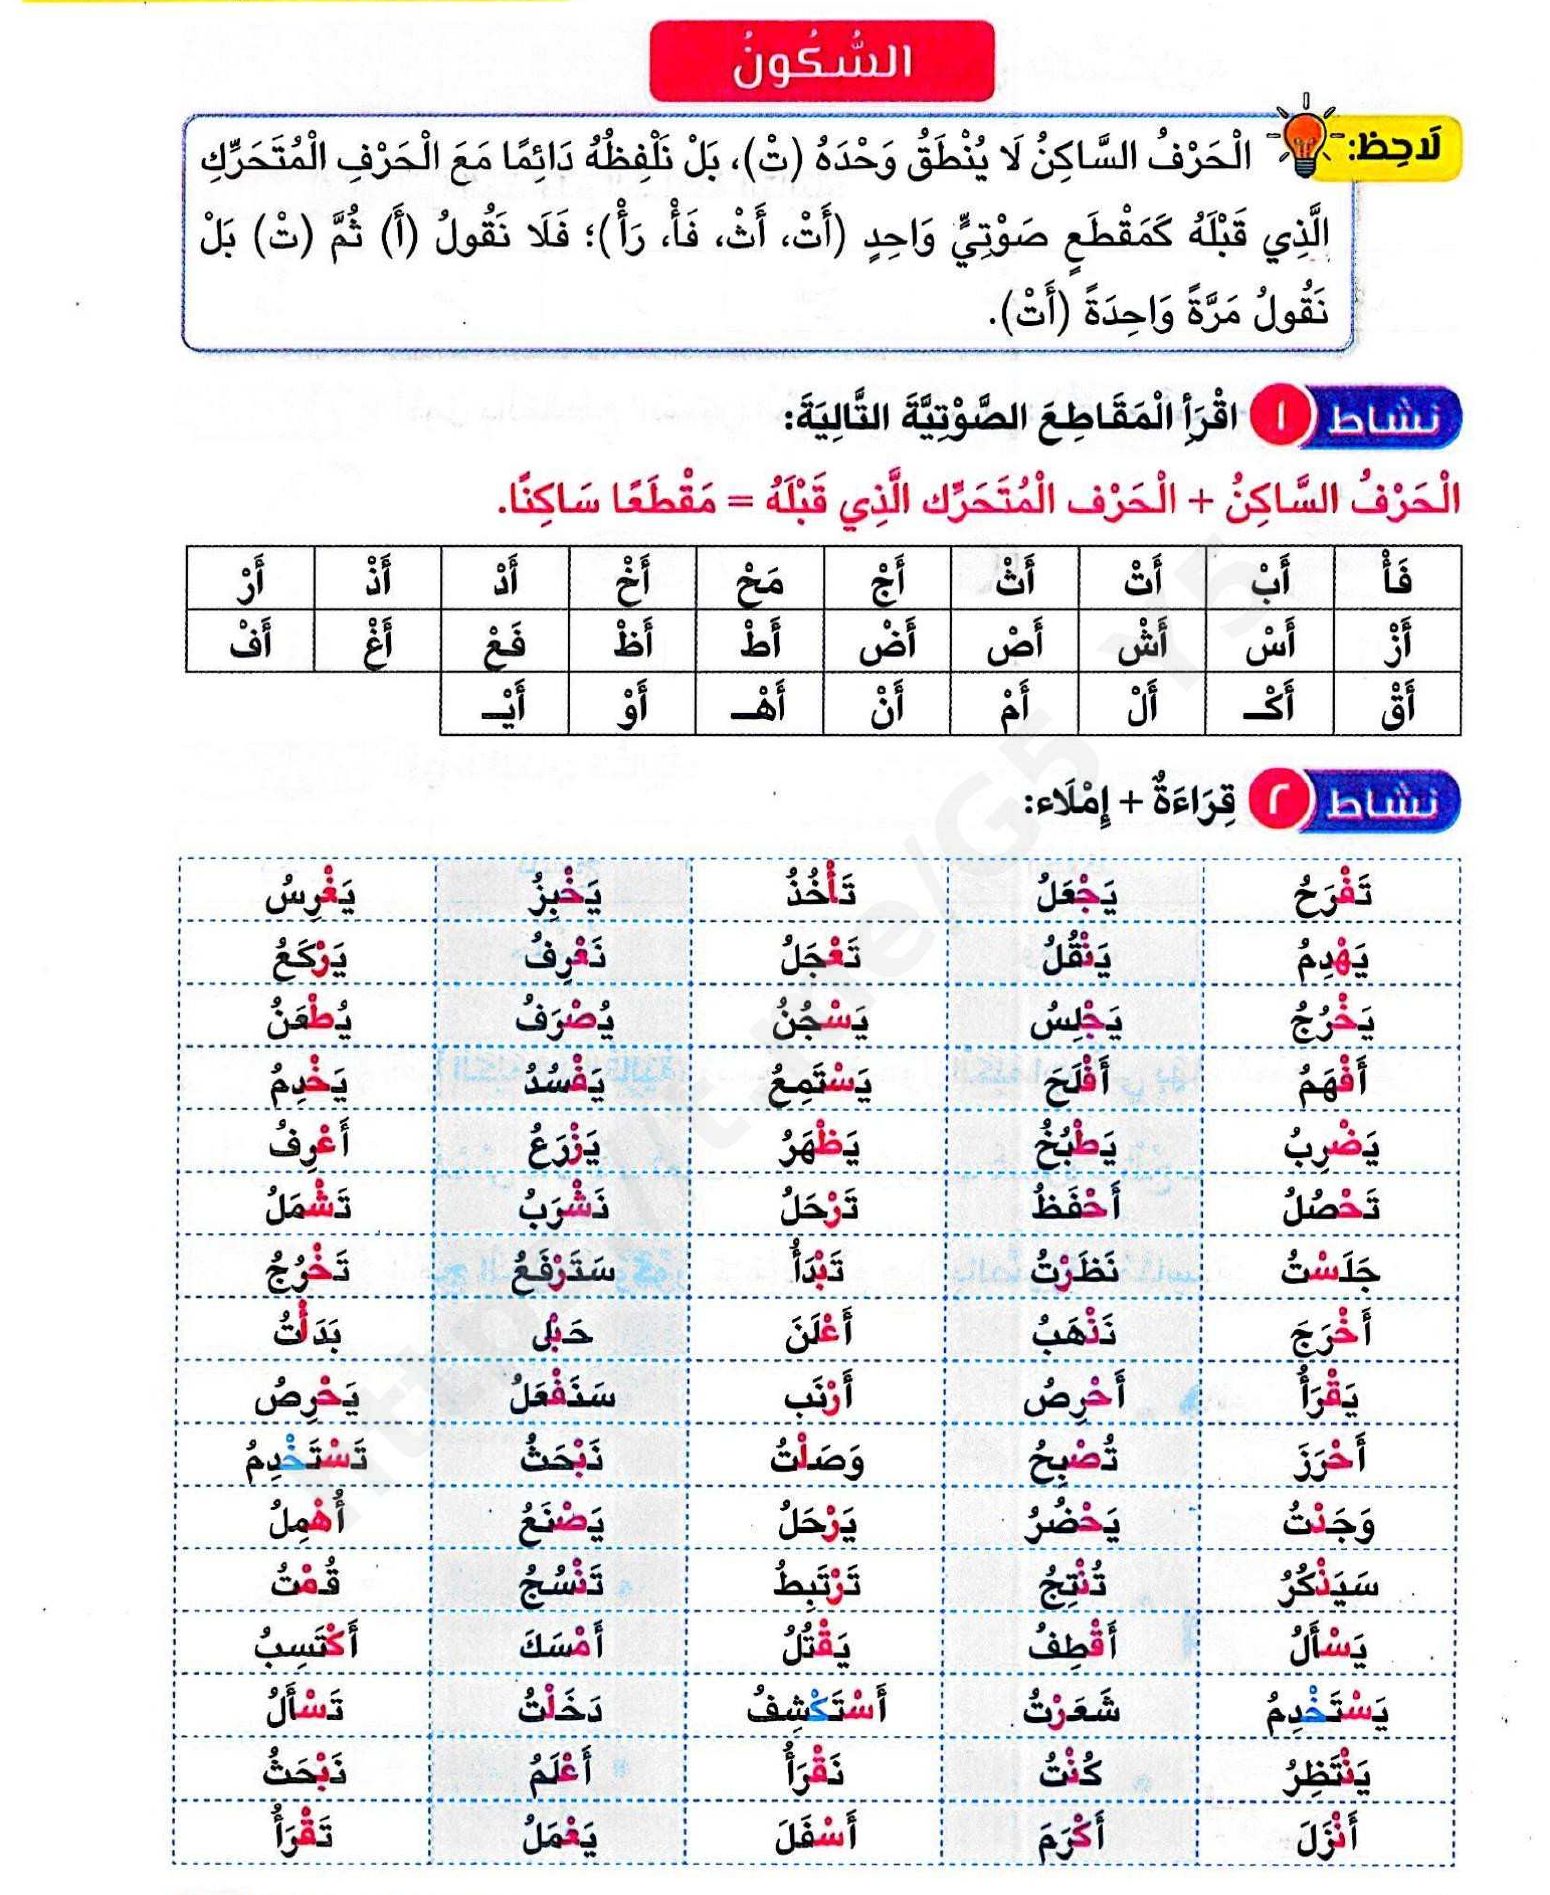 السُّكُونُ
لَاحِظ: الْحَرْفُ السَّاكِنُ لَا يُنْطَقُ وَحْدَهُ (تْ)، بَلْ نَلْفِظُهُ دَائِمًا مَعَ الْحَرْفِ الْمُتَحَرِّكِ
الَّذِي قَبْلَهُ كَمَقْطَعٍ صَوْتِيٍّ وَاحِدٍ (أَتْ، أَثْ، فَأْ، رَأْ)؛ فَلَا نَقُولُ (أَ) ثُمَّ (تْ) بَلْ
نَقُولُ مَرَّةً وَاحِدَةً (أَتْ).
نشاط ١ اقْرَأِ الْمَقَاطِعَ الصَّوْتِيَّةَ التَّالِيَةَ:
الْحَرْفُ السَّاكِنُ + الْحَرْف الْمُتَحَرِّك الَّذِي قَبْلَهُ = مَقْطَعًا سَاكِنًا.
فَأْ أَبْ أَتْ أَثْ أَجْ مَحْ أَخْ أَدْ أَذْ أَرْ
أَزْ أَسْ أَشْ أَصْ أَضْ أَطْ أَظْ فَعْ أَغْ أَفْ
أَقْ أَكْـ أَلْ أَمْ أَنْ أَهْـ أَوْ أَيْـ
نشاط ٢ قِرَاءَةٌ + إِمْلَاء:
تَفْرَحُ يَجْعَلُ تَأْخُذُ يَخْبِزُ يَغْرِسُ
يَهْدِمُ يَنْقُلُ تَعْجَلُ نَعْرِفُ يَرْكَعُ
يَخْرُجُ يَجْلِسُ يَسْجُنُ يُصْرَفُ يُطْعَنُ
أَفْهَمُ أَفْلَحَ يَسْتَمِعُ يَفْسُدُ يَخْدِمُ
يَضْرِبُ يَطْبُخُ يَظْهَرُ يَزْرَعُ أَعْرِفُ
تَحْصُلُ أَحْفَظُ تَرْحَلُ نَشْرَبُ تَشْمَلُ
جَلَسْتُ نَظَرْتُ تَبْدَأُ سَتَرْفَعُ تَخْرُجُ
أَخْرَجَ نَذْهَبُ أَعْلَنَ حَبْل بَدَأْتُ
يَقْرَأُ أَحْرِصُ أَرْنَب سَنَفْعَلُ يَحْرِصُ
أَحْرَزَ تُصْبِحُ وَصَلْتُ نَبْحَثُ تَسْتَخْدِمُ
وَجَدْتُ يَحْضُرُ يَرْحَلُ يَصْنَعُ أُهْمِلُ
سَيَذْكُرُ تُنْتِجُ تَرْتَبِطُ تَنْسُجُ قُمْتُ
يَسْأَلُ أَقْطِفُ يَقْتُلُ أَمْسَكَ أَكْتَسِبُ
يَسْتَخْدِمُ شَعَرْتُ أَسْتَكْشِفُ دَخَلْتُ تَسْأَلُ
يَنْتَظِرُ كُنْتُ نَقْرَأُ أَعْلَمُ نَبْحَثُ
أَنْزَلَ أَكْرَمَ أَسْفَلَ يَعْمَلُ تَقْرَأُ